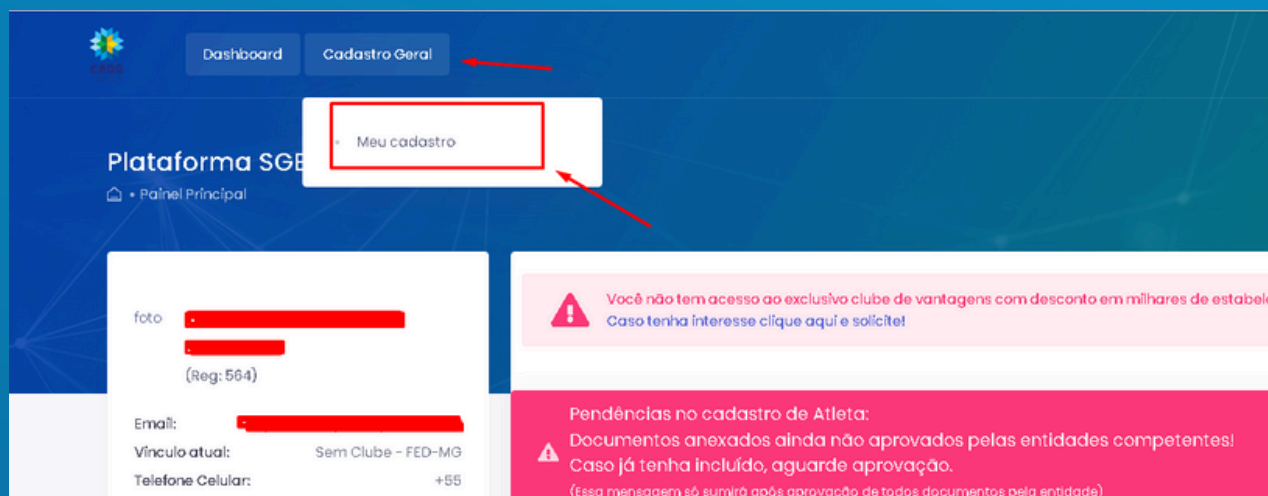 Dashboard
Cadastro Geral
Meu cadastro
Plataforma SGE
• Painel Principal
foto
(Reg: 564)
Email:
Vínculo atual: Sem Clube - FED-MG
Telefone Celular: +55
Você não tem acesso ao exclusivo clube de vantagens com desconto em milhares de estabele
Caso tenha interesse clique aqui e solicite!
Pendências no cadastro de Atleta:
Documentos anexados ainda não aprovados pelas entidades competentes!
Caso já tenha incluído, aguarde aprovação.
(Essa mensagem só sumirá após aprovação de todos documentos pela entidade)